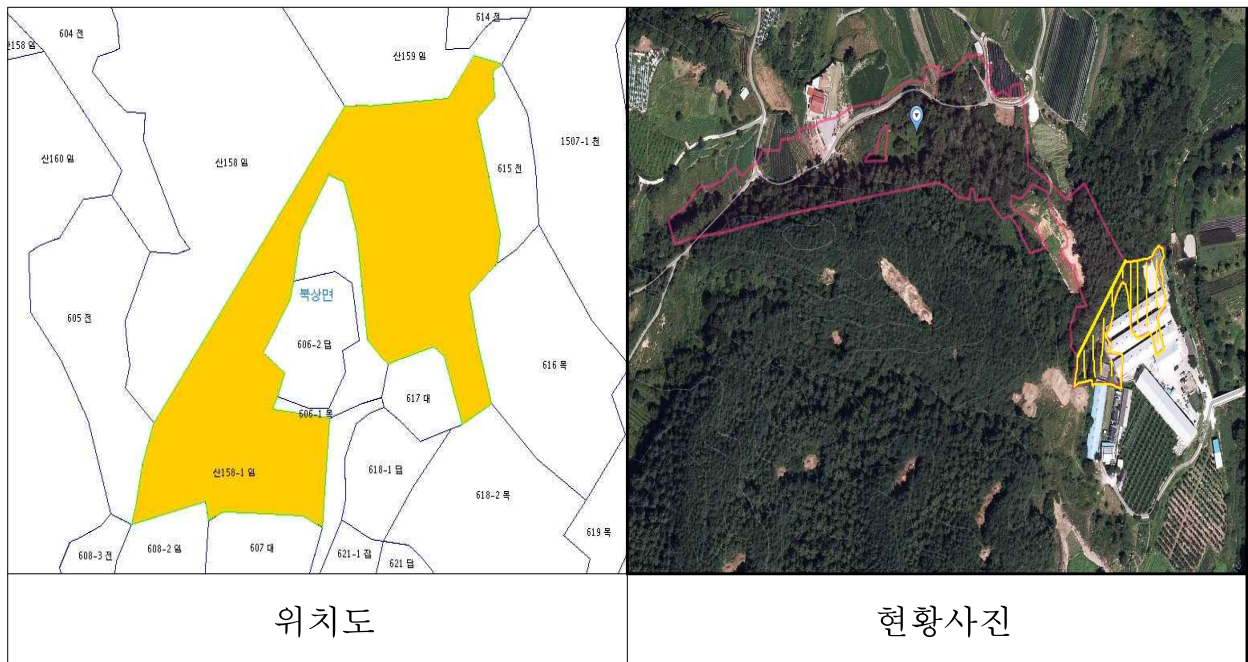 604 전
614 전
산158 임
산159 임
1507-1 천
산160 임
산158 임
615 전
북상면
605 전
606-2 답
616 목
617 대
606-1 목
618-1 답
산158-1 임
618-2 목
608-3 전
608-2 임
607 대
621-1 잡
621 답
619 목
위치도
현황사진